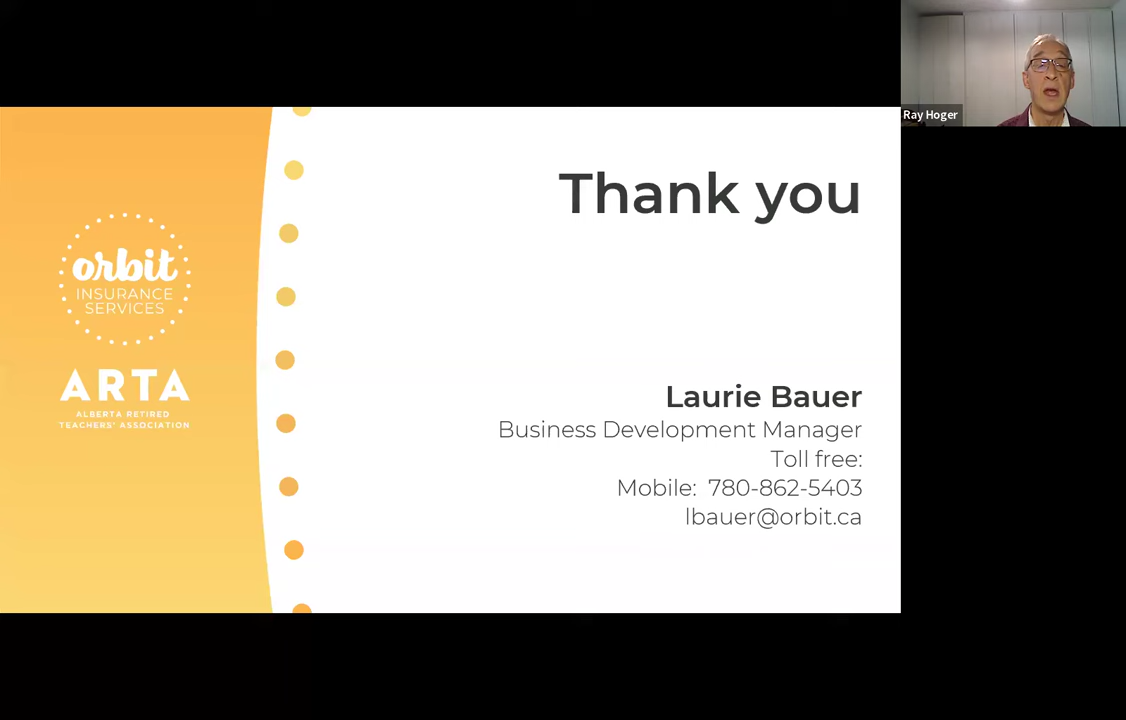 Ray Hoger
Thank you
orbit
INSURANCE
SERVICES
ARTA
ALBERTA RETIRED
TEACHERS' ASSOCIATION
Laurie Bauer
Business Development Manager
Toll free:
Mobile: 780-862-5403
lbauer@orbit.ca